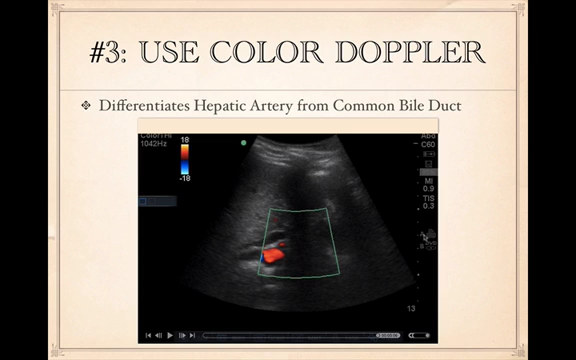 #3: USE COLOR DOPPLER
Differentiates Hepatic Artery from Common Bile Duct
1042Hz
18
-18
Abd
C60
MI
0.9
TIS
0.3
13